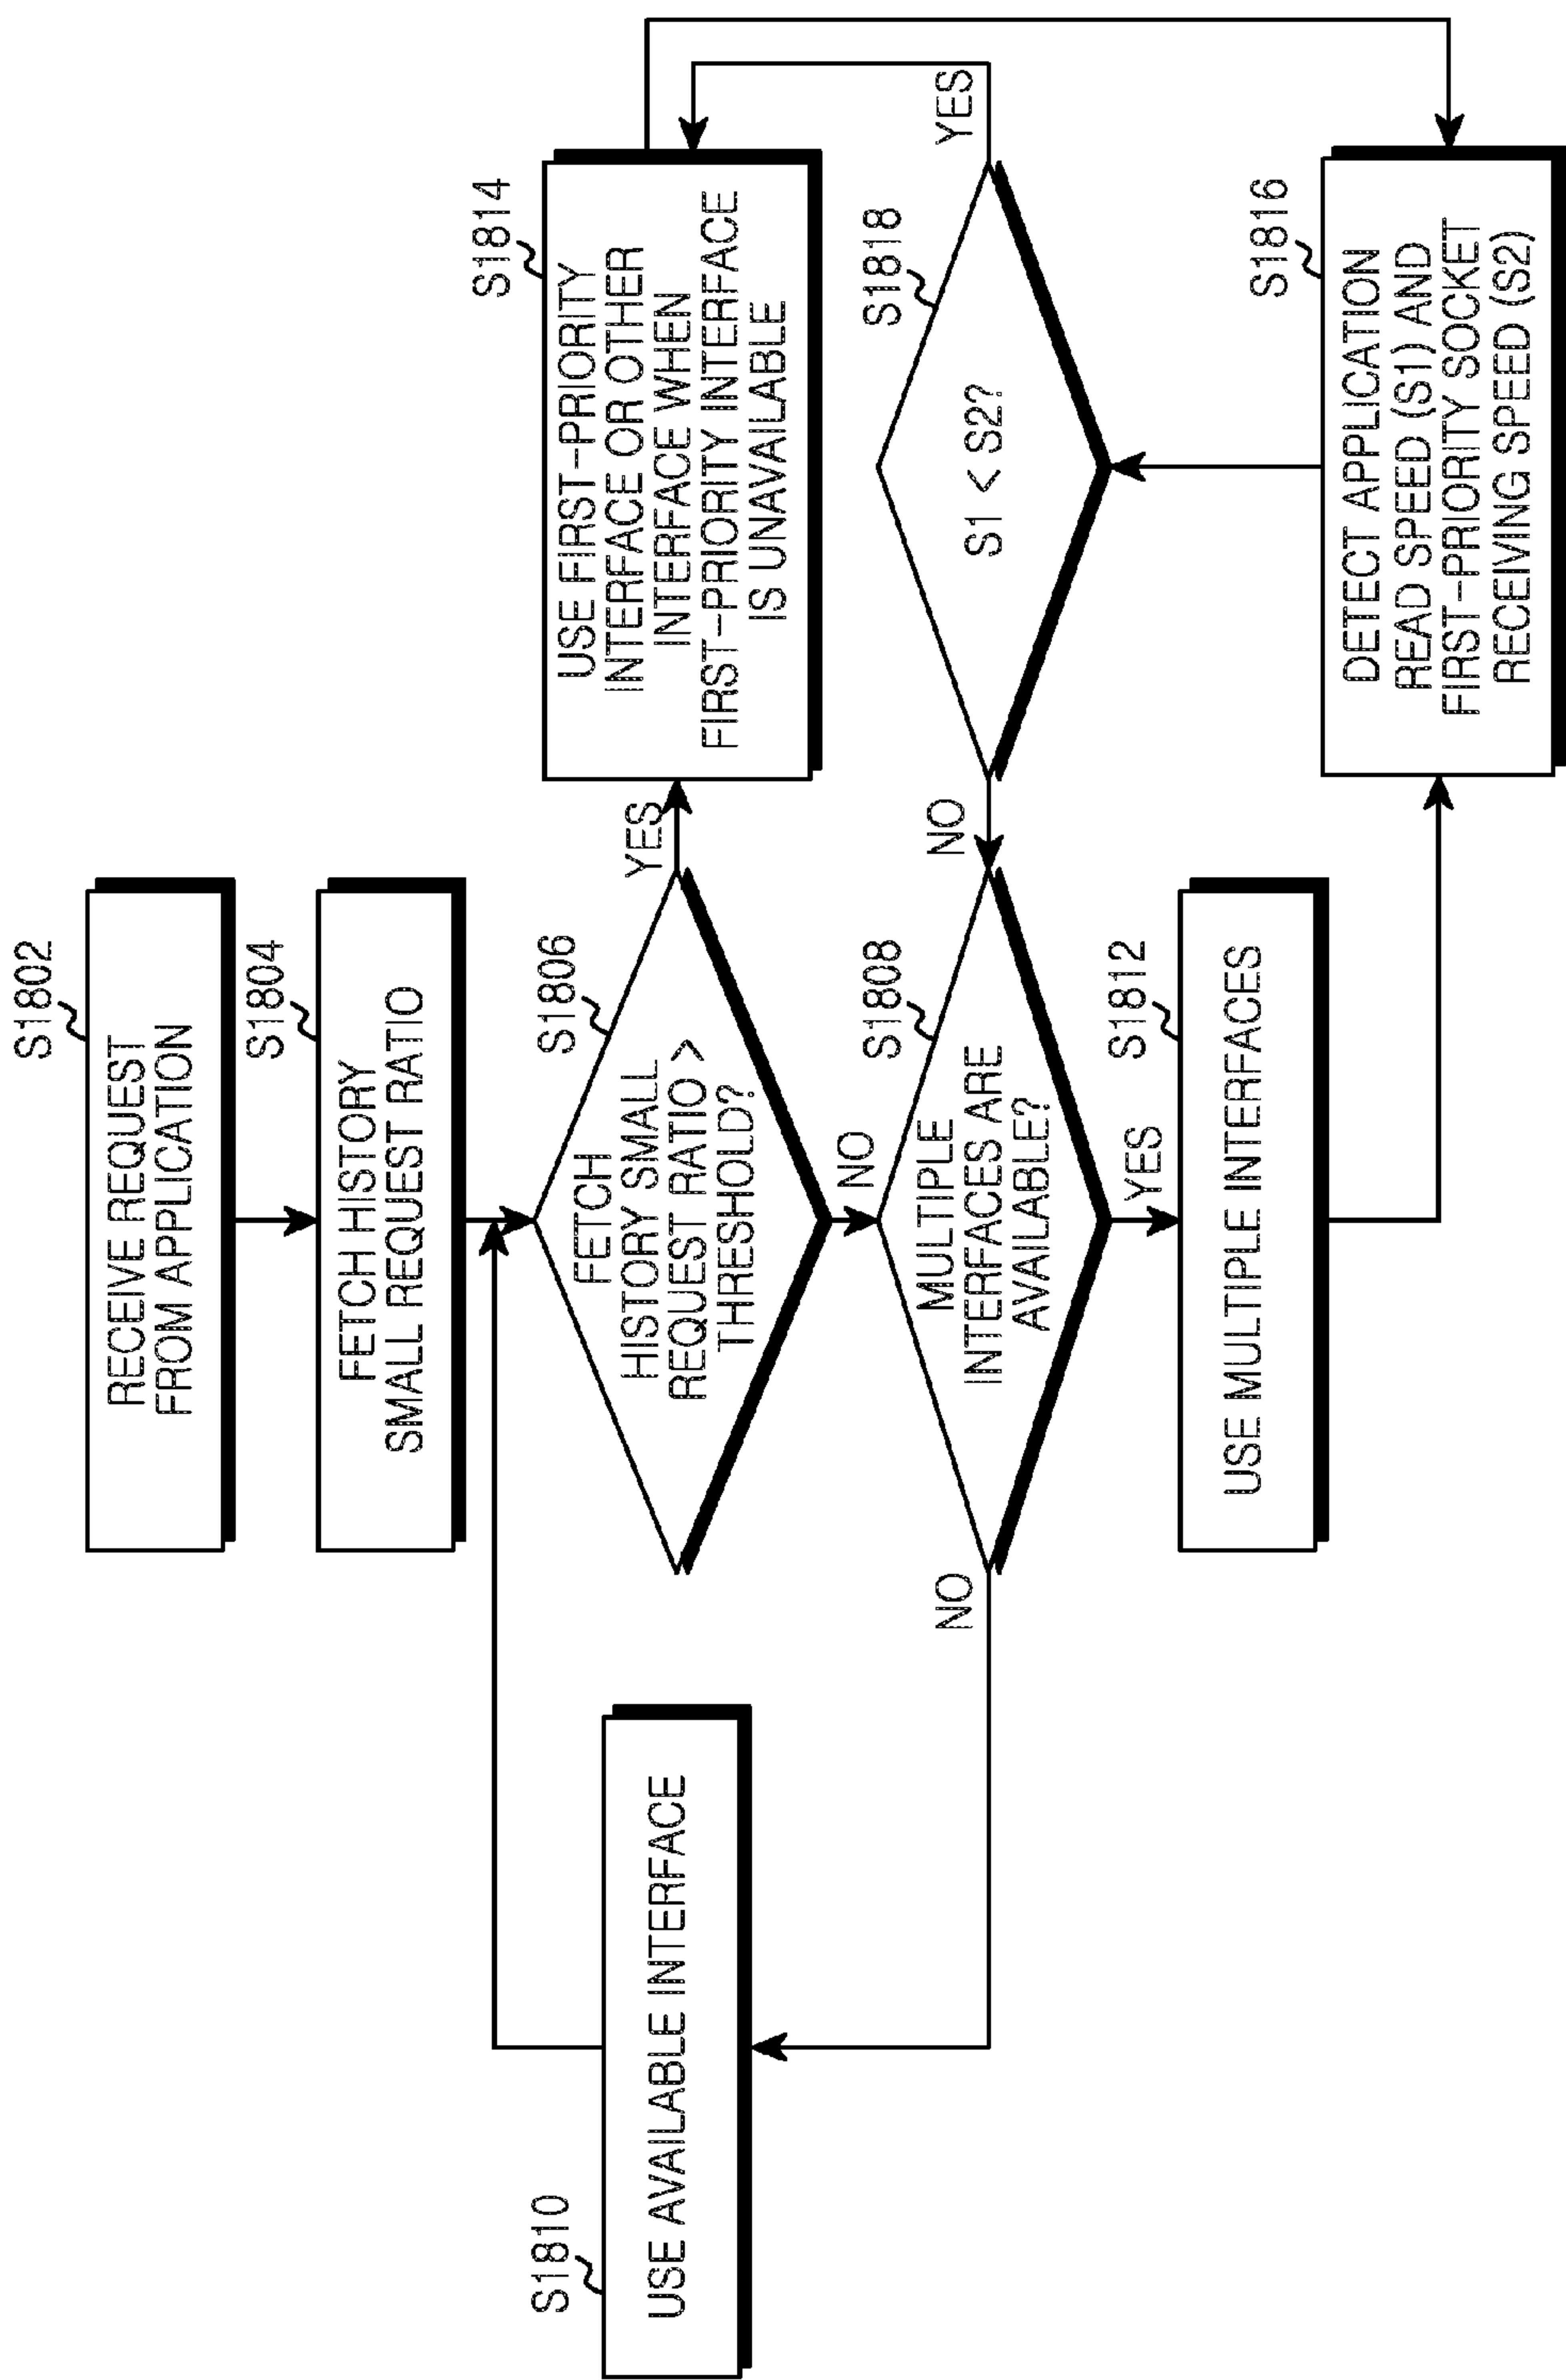 S1802
RECEIVE REQUEST
FROM APPLICATION
S1804
FETCH HISTORY
SMALL REQUEST RATIO
S1806
FETCH
HISTORY SMALL
REQUEST RATIO >
THRESHOLD?
YES
NO
S1814
USE FIRST-PRIORITY
INTERFACE OR OTHER
INTERFACE WHEN
FIRST-PRIORITY INTERFACE
IS UNAVAILABLE
S1810
USE AVAILABLE INTERFACE
S1808
MULTIPLE
INTERFACES ARE
AVAILABLE?
NO
YES
S1818
S1 < S2?
YES
NO
S1812
USE MULTIPLE INTERFACES
S1816
DETECT APPLICATION
READ SPEED (S1) AND
FIRST-PRIORITY SOCKET
RECEIVING SPEED (S2)